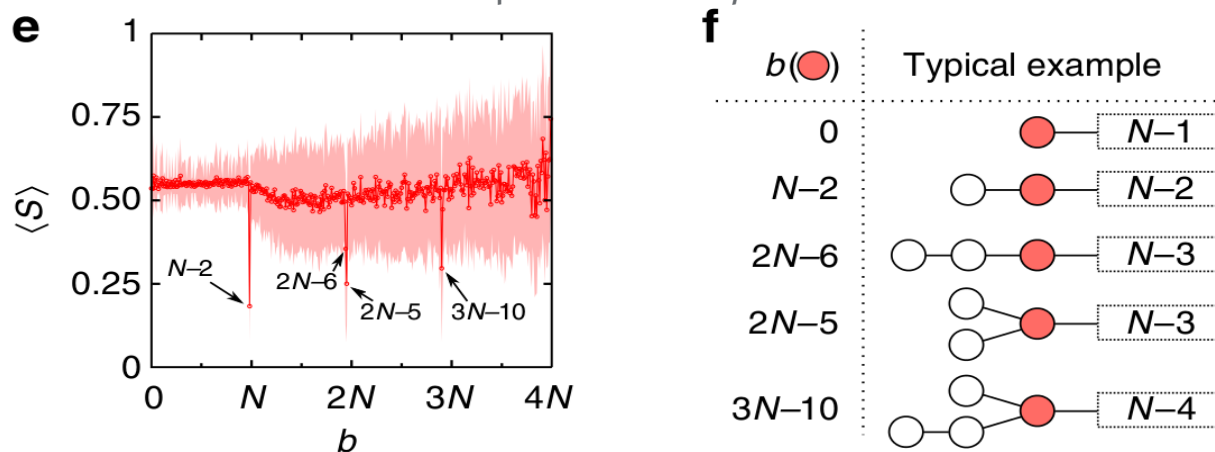 e
1
0.75
0.50
0.25
0
⟨S⟩
N–2
2N–6
2N–5
3N–10
0 N 2N 3N 4N
b
f
b( ) Typical example
0 N–1
N–2 N–2
2N–6 N–3
2N–5 N–3
3N–10 N–4